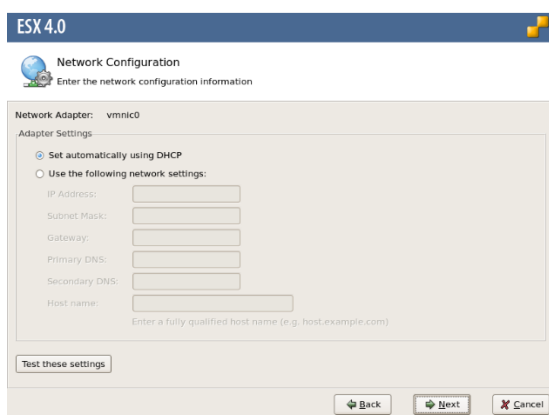 ESX 4.0
Network Configuration
Enter the network configuration information
Network Adapter: vmnic0
Adapter Settings
Set automatically using DHCP
Use the following network settings:
IP Address:
Subnet Mask:
Gateway:
Primary DNS:
Secondary DNS:
Host name:
Enter a fully qualified host name (e.g. host.example.com)
Test these settings
Back Next Cancel